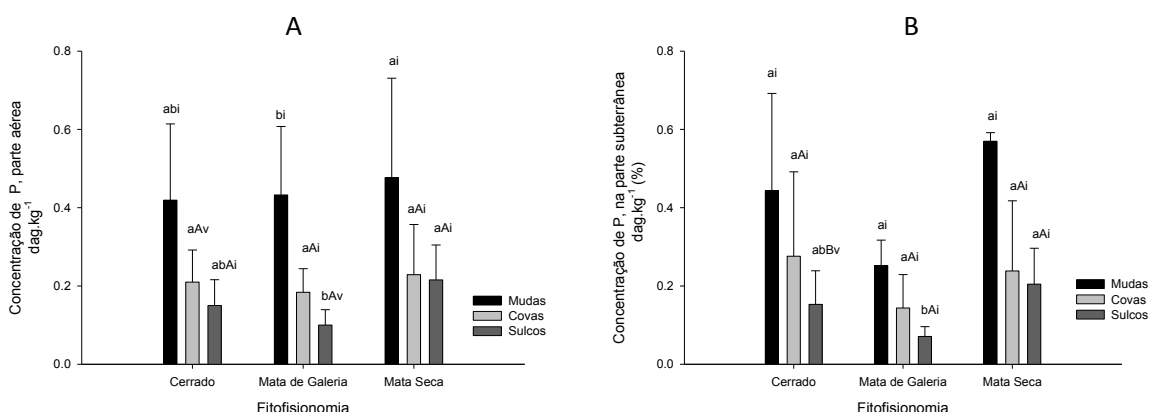 A
Concentração de P, parte aérea
dag.kg-1
0.8
0.6
0.4
0.2
0.0
abi
aAv
abAi
bi
aAi
bAv
ai
aAi
aAi
Mudas
Covas
Sulcos
Cerrado
Mata de Galeria
Mata Seca
Fitofisionomia
B
Concentração de P, na parte subterrânea
dag.kg-1 (%)
0.8
0.6
0.4
0.2
0.0
ai
aAi
abBv
ai
aAi
bAi
ai
aAi
aAi
Mudas
Covas
Sulcos
Cerrado
Mata de Galeria
Mata Seca
Fitofisionomia